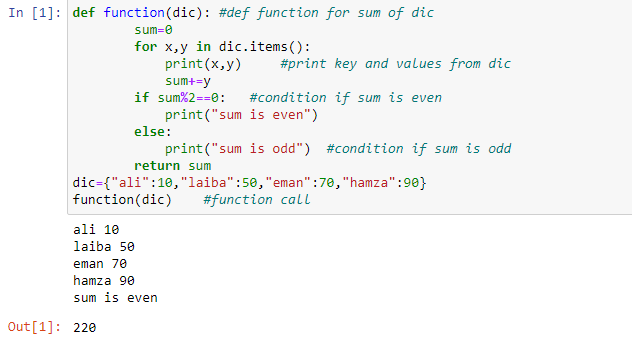 In [1]: def function(dic): #def function for sum of dic
sum=0
for x,y in dic.items():
print(x,y) #print key and values from dic
sum+=y
if sum%2==0: #condition if sum is even
print("sum is even")
else:
print("sum is odd") #condition if sum is odd
return sum
dic={"ali":10,"laiba":50,"eman":70,"hamza":90}
function(dic) #function call
ali 10
laiba 50
eman 70
hamza 90
sum is even
Out[1]: 220